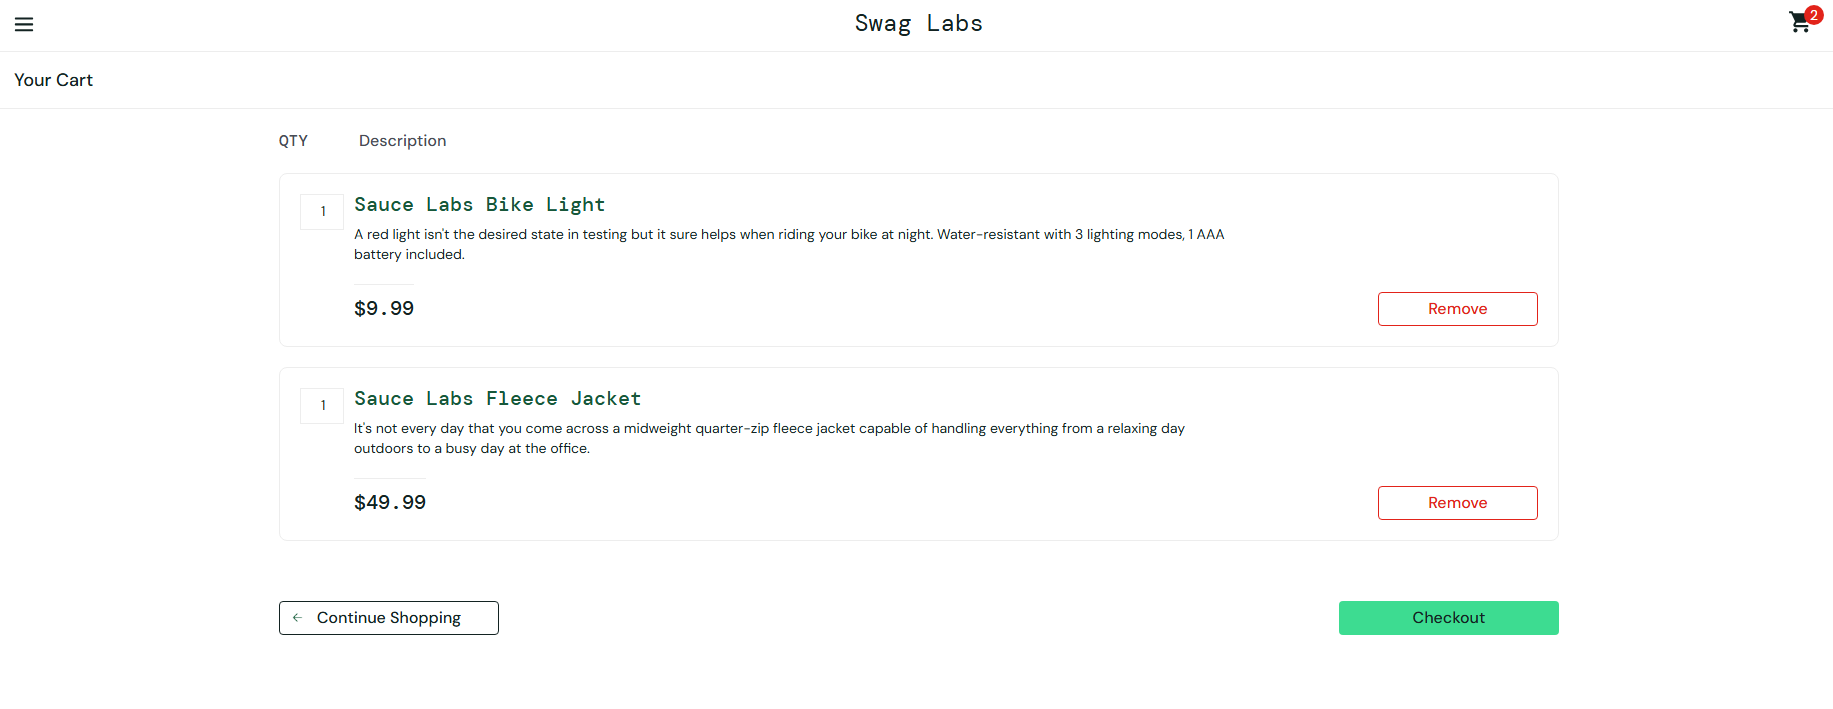 Swag Labs
2
Your Cart
QTY Description
1 Sauce Labs Bike Light
A red light isn't the desired state in testing but it sure helps when riding your bike at night. Water-resistant with 3 lighting modes, 1 AAA
battery included.
$9.99 Remove
1 Sauce Labs Fleece Jacket
It's not every day that you come across a midweight quarter-zip fleece jacket capable of handling everything from a relaxing day
outdoors to a busy day at the office.
$49.99 Remove
Continue Shopping Checkout